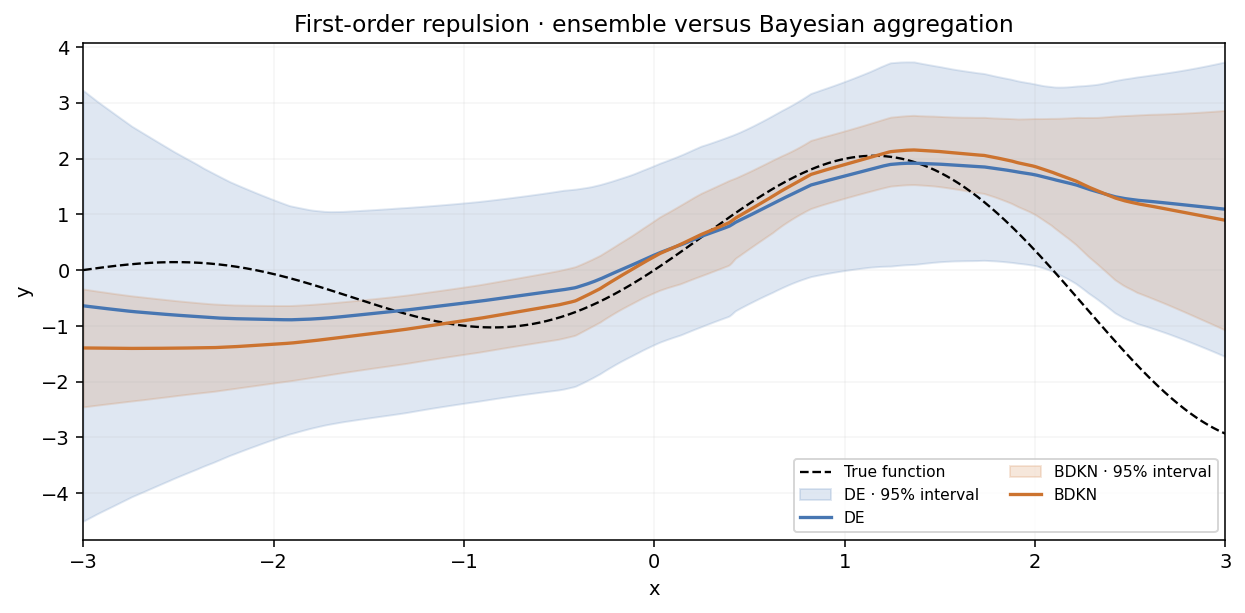 First-order repulsion · ensemble versus Bayesian aggregation
y
4
3
2
1
0
−1
−2
−3
−4
−3
−2
−1
0
1
2
3
x
True function
DE · 95% interval
DE
BDKN · 95% interval
BDKN